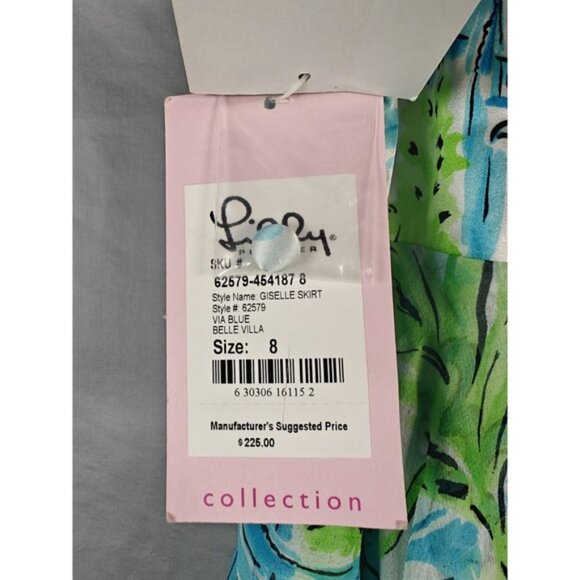 Lilly®
SKU #
62579-454187 8
Style Name: GISELLE SKIRT
Style #: 62579
VIA BLUE
BELLE VILLA
Size: 8
6 30306 16115 2
Manufacturer's Suggested Price
$225.00
collection